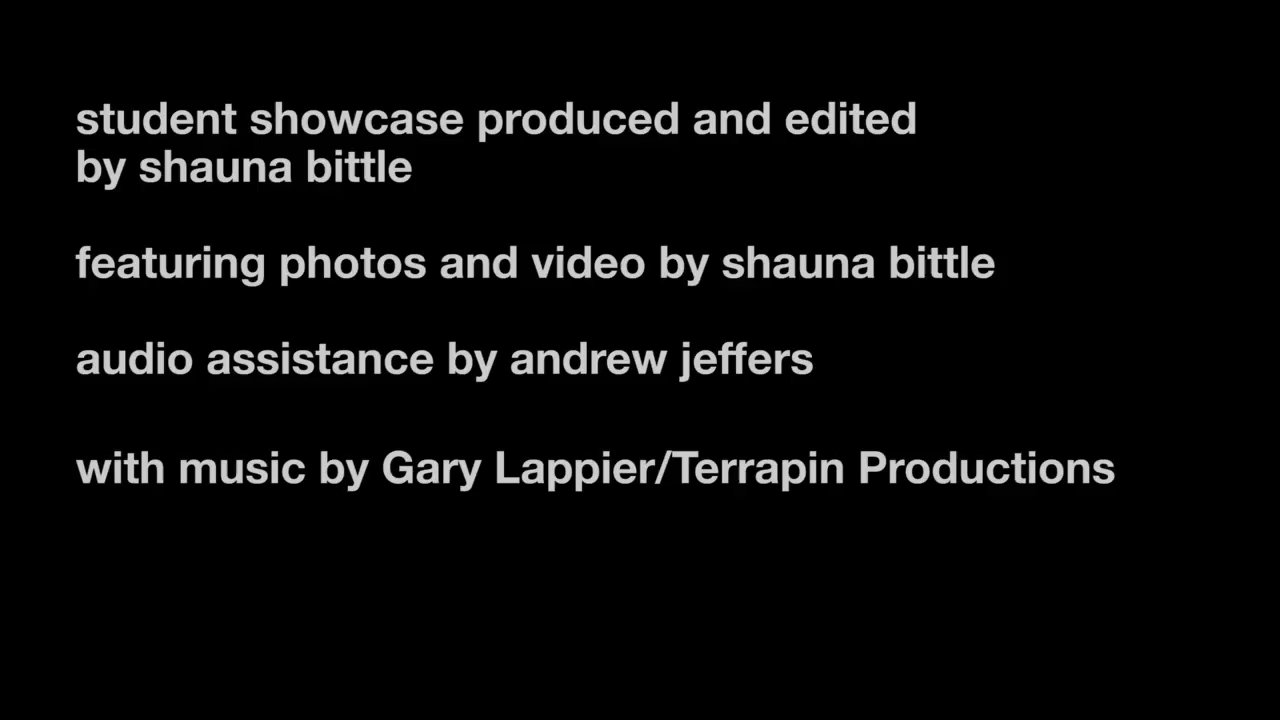 student showcase produced and edited
by shauna bittle
featuring photos and video by shauna bittle
audio assistance by andrew jeffers
with music by Gary Lappier/Terrapin Productions